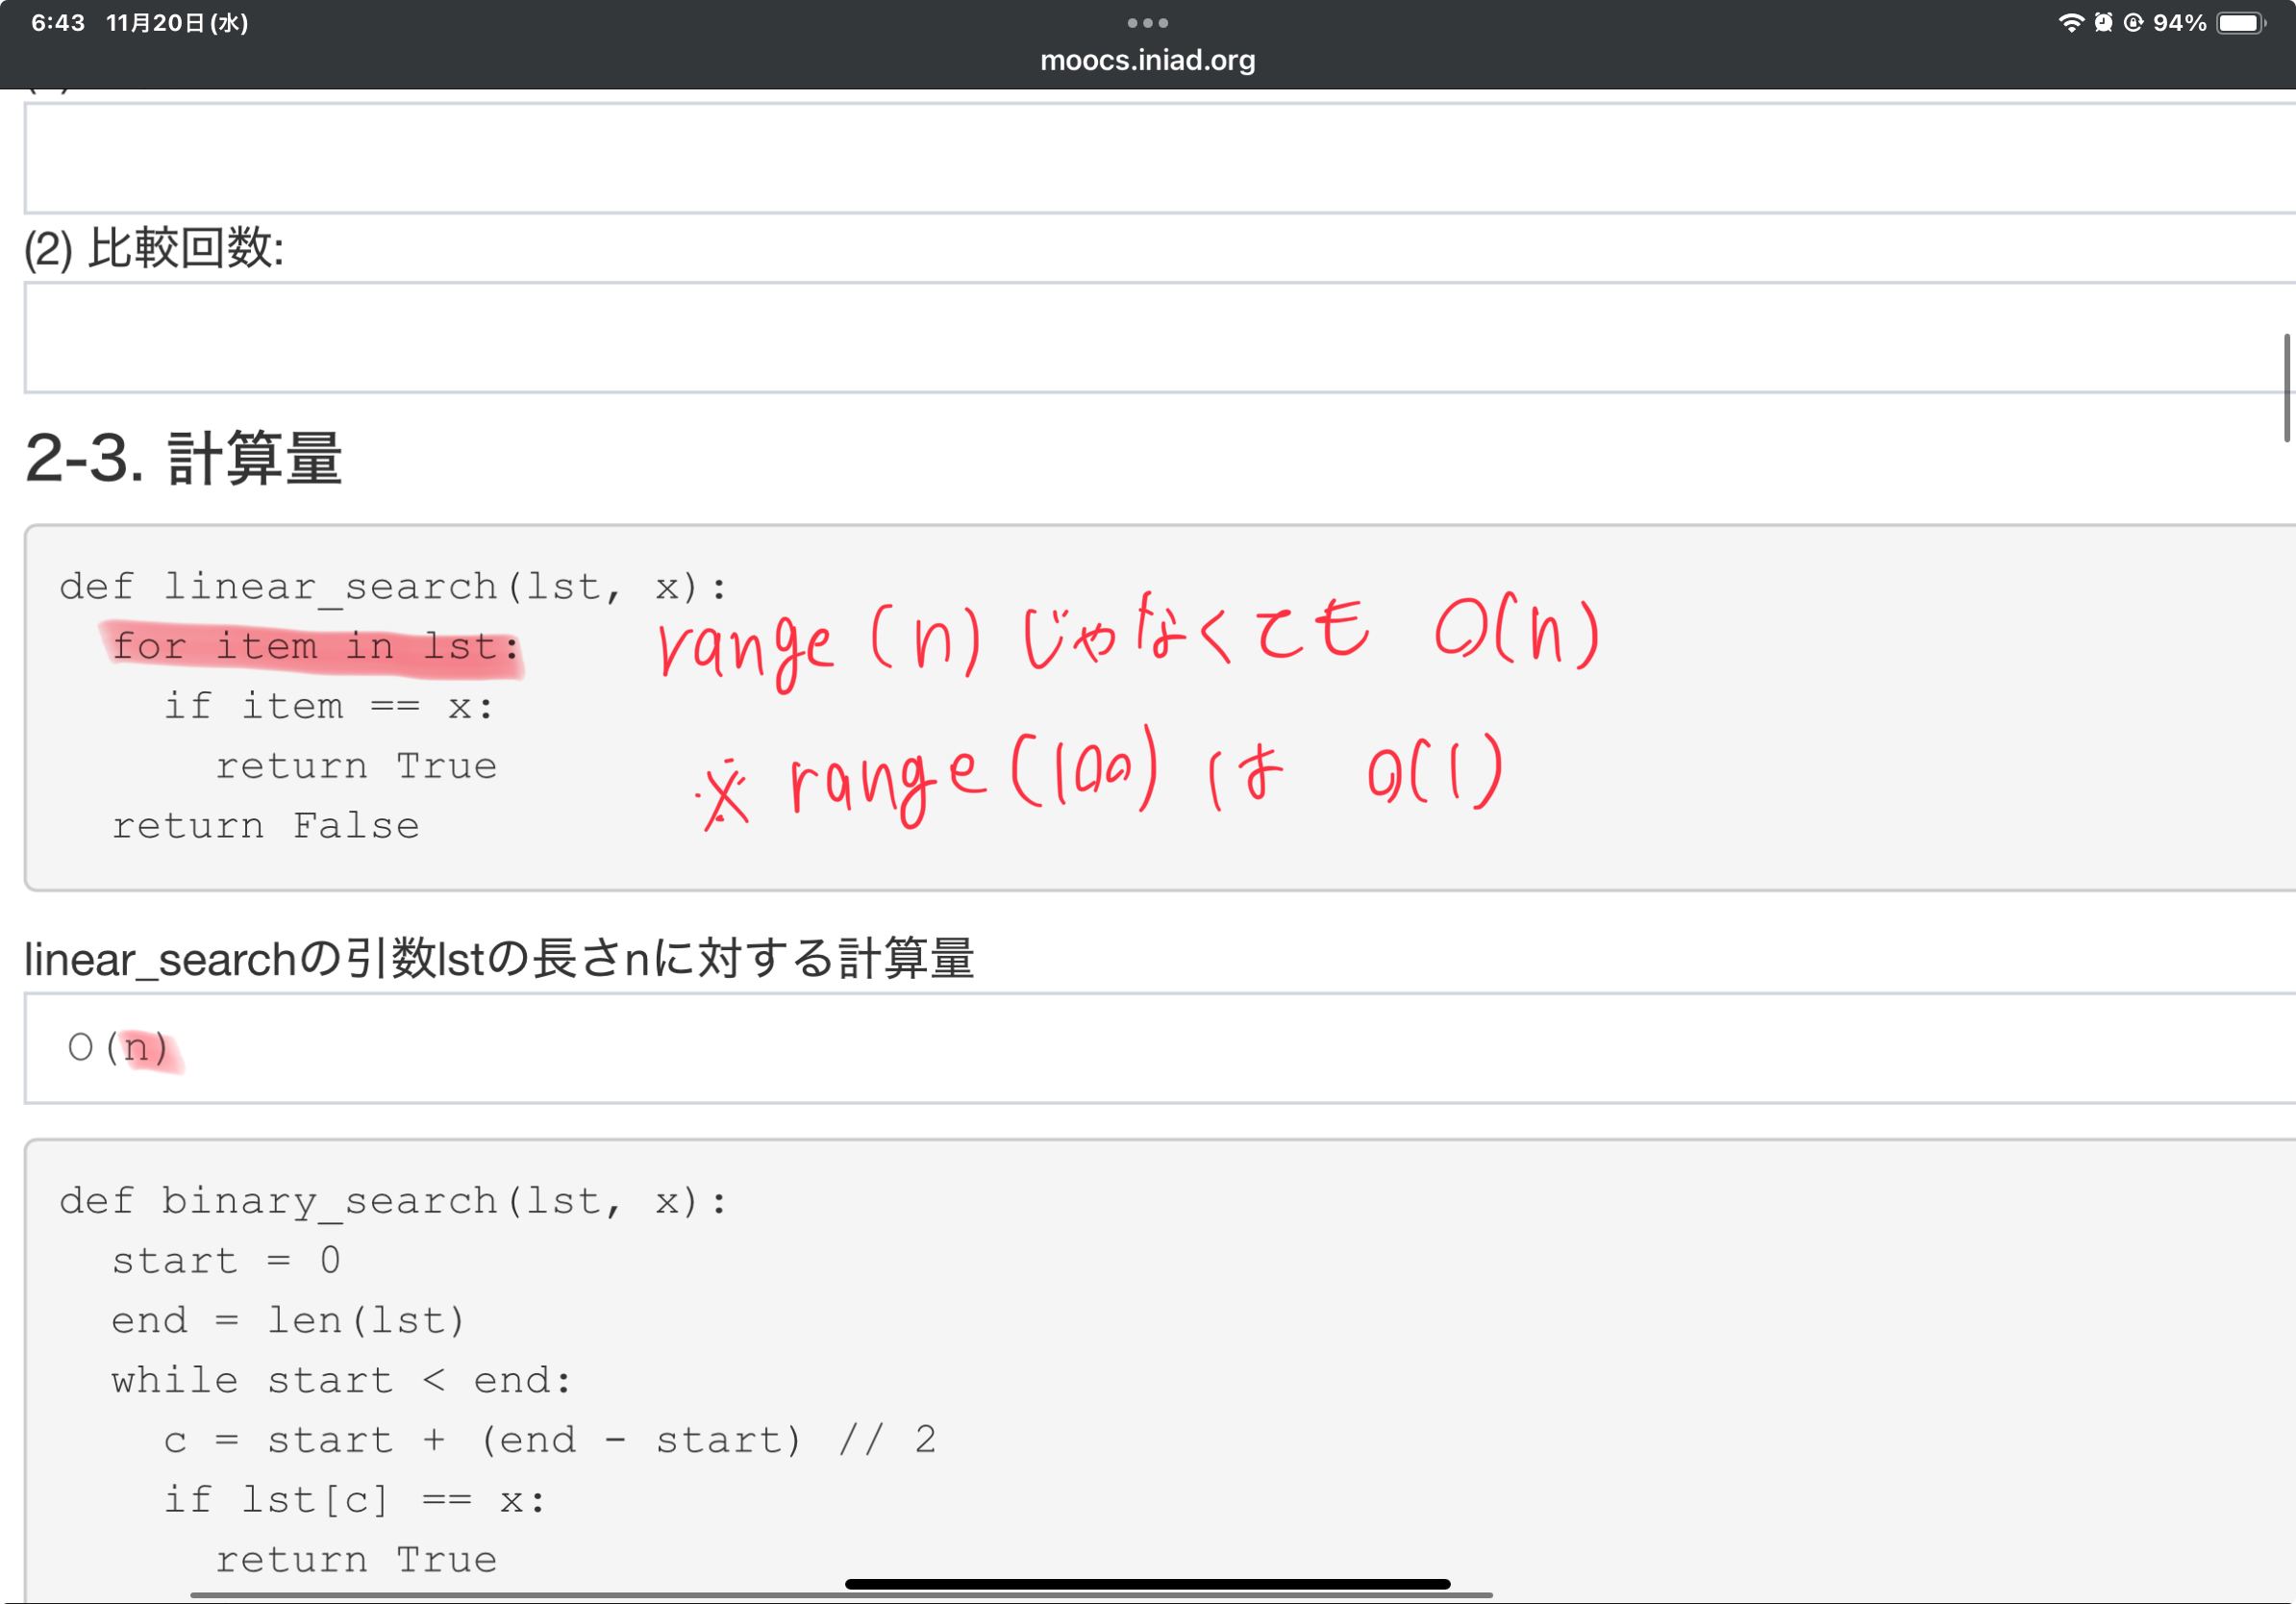 6:43 11月20日(水)
94%
moocs.iniad.org
(2) 比較回数:
2-3. 計算量
def linear_search(lst, x):
for item in lst:
range (n) じゃなくても O(n)
if item == x:
return True
※ range (100) は O(1)
return False
linear_searchの引数lstの長さnに対する計算量
O(n)
def binary_search(lst, x):
start = 0
end = len(lst)
while start < end:
c = start + (end - start) // 2
if lst[c] == x:
return True